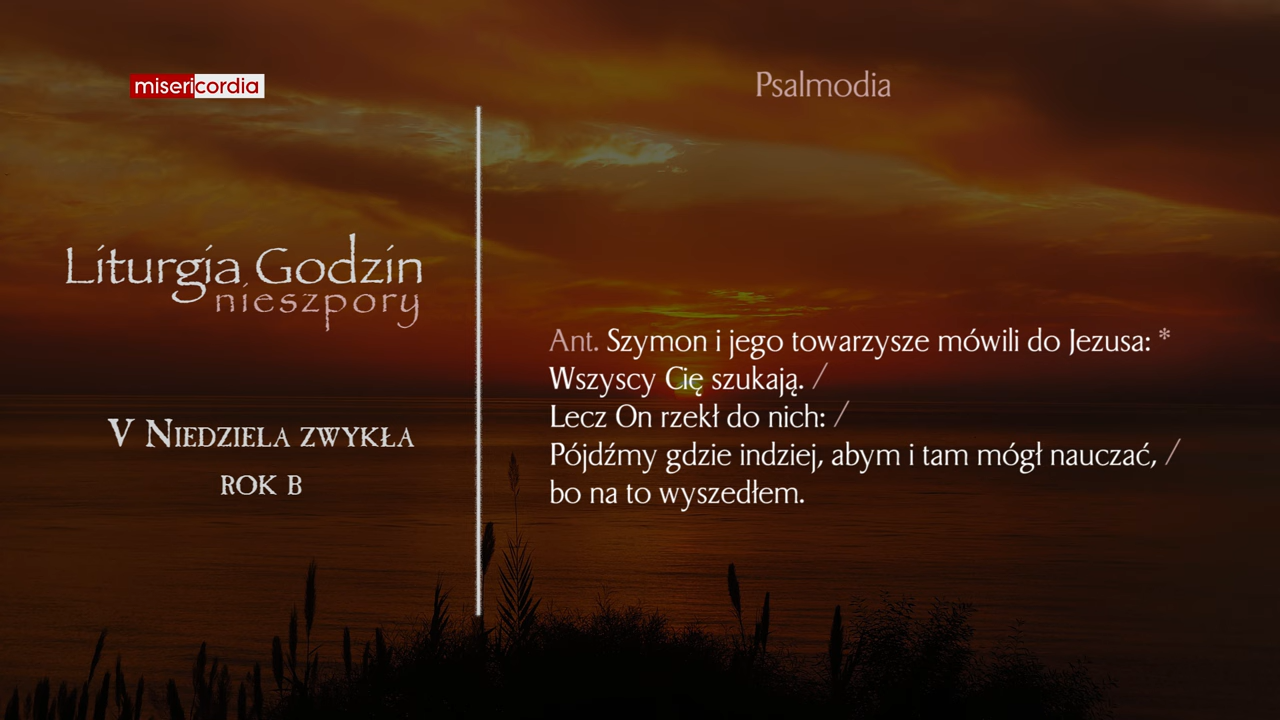 misericordia
Liturgia Godzin
nieszpory
V Niedziela zwykła
rok B
Psalmodia
Ant. Szymon i jego towarzysze mówili do Jezusa: *
Wszyscy Cię szukają. /
Lecz On rzekł do nich: /
Pójdźmy gdzie indziej, abym i tam mógł nauczać, /
bo na to wyszedłem.